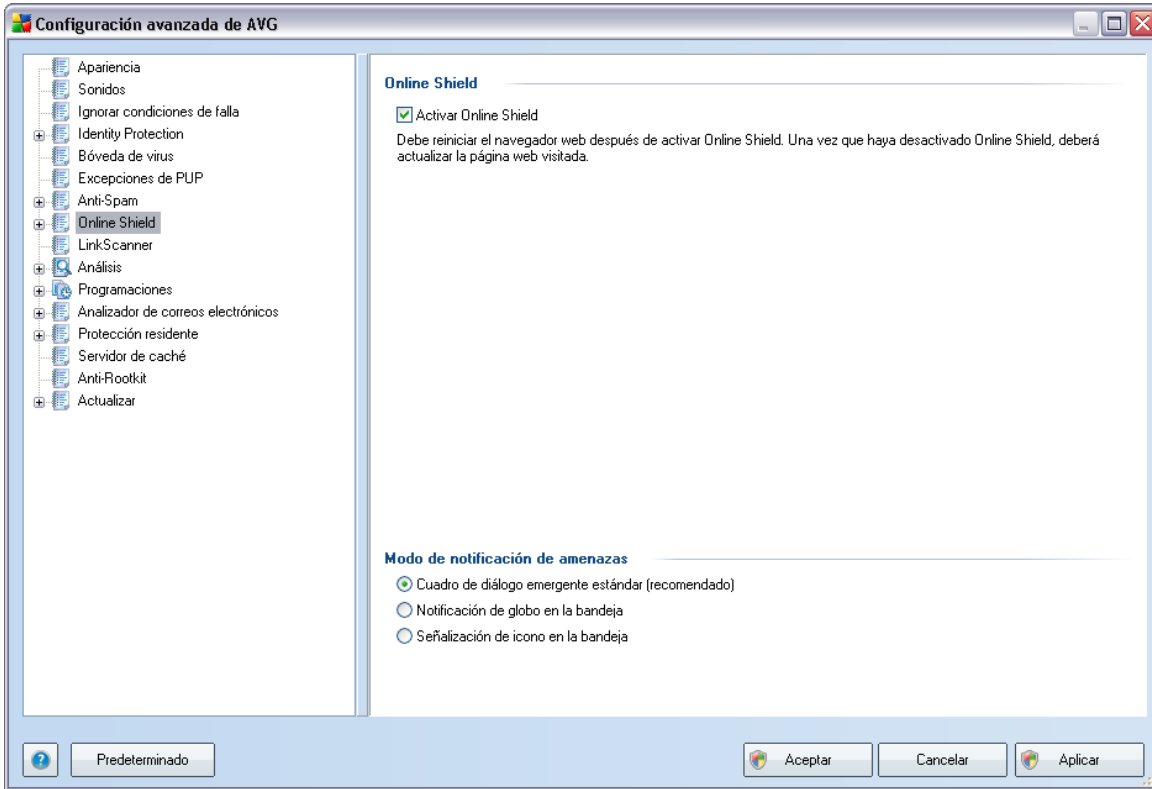 Configuración avanzada de AVG
Apariencia
Sonidos
Ignorar condiciones de falla
Identity Protection
Bóveda de virus
Excepciones de PUP
Anti-Spam
Online Shield
LinkScanner
Análisis
Programaciones
Analizador de correos electrónicos
Protección residente
Servidor de caché
Anti-Rootkit
Actualizar
Online Shield
Activar Online Shield
Debe reiniciar el navegador web después de activar Online Shield. Una vez que haya desactivado Online Shield, deberá
actualizar la página web visitada.
Modo de notificación de amenazas
Cuadro de diálogo emergente estándar (recomendado)
Notificación de globo en la bandeja
Señalización de icono en la bandeja
Predeterminado
Aceptar
Cancelar
Aplicar